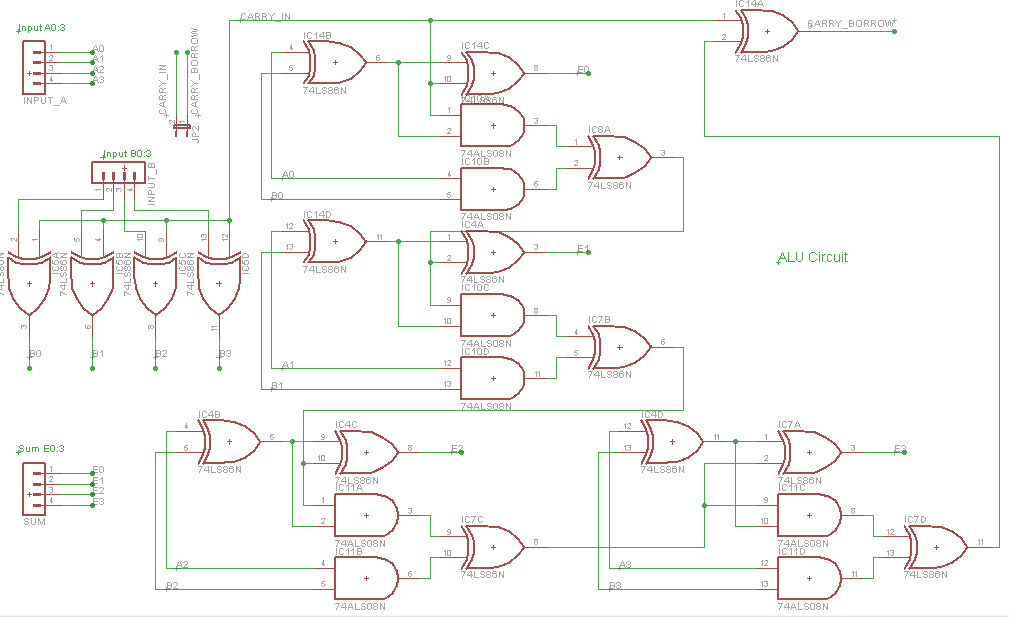 Input A0:3
1
2
3
4
A0
A1
A2
A3
INPUT_A
CARRY_IN
CARRY_BORROW
2
1
JP2
Input B0:3
1
2
3
4
INPUT_B
CARRY_IN
IC14B
4
5
6
74LS86N
IC14C
9
10
8
E0
74LS86N
1
2
3
74ALS08N
IC10B
A0
B0
4
5
6
74ALS08N
IC8A
1
2
3
74LS86N
IC14A
1
2
CARRY_BORROW
74LS86N
2
1
74LS86N
IC5A
3
B0
5
4
74LS86N
IC5B
6
B1
10
9
74LS86N
IC5C
8
B2
13
12
74LS86N
IC5D
11
B3
IC14D
12
13
11
74LS86N
IC4A
1
2
3
E1
74LS86N
IC10C
9
10
8
74ALS08N
IC10D
A1
B1
12
13
11
74ALS08N
IC7B
4
5
6
74LS86N
ALU Circuit
Sum E0:3
1
2
3
4
E0
E1
E2
E3
SUM
IC4B
4
5
6
74LS86N
IC4C
9
10
8
E2
74LS86N
IC11A
1
2
3
74ALS08N
IC11B
A2
B2
4
5
6
74ALS08N
IC7C
9
10
8
74LS86N
IC4D
12
13
11
74LS86N
IC7A
1
2
3
E3
74LS86N
IC11C
9
10
8
74ALS08N
IC11D
A3
B3
12
13
11
74ALS08N
IC7D
12
13
11
74LS86N